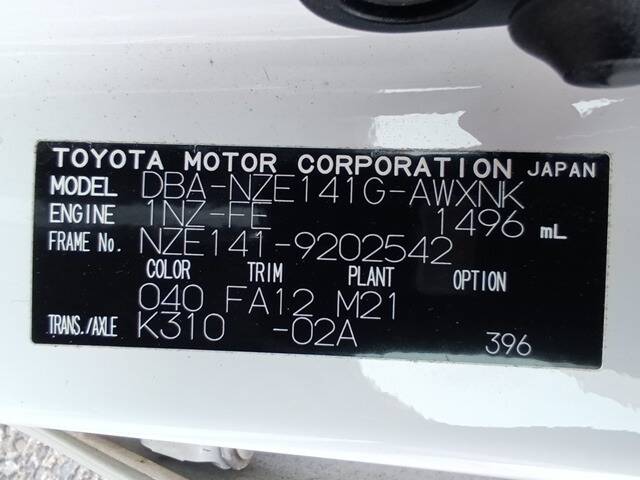 TOYOTA MOTOR CORPORATION JAPAN
MODEL DBA-NZE141G-AWXNK
ENGINE 1NZ-FE 1496 mL
FRAME No. NZE141-9202542
COLOR TRIM PLANT OPTION
040 FA12 M21
TRANS./AXLE K310 -02A 396